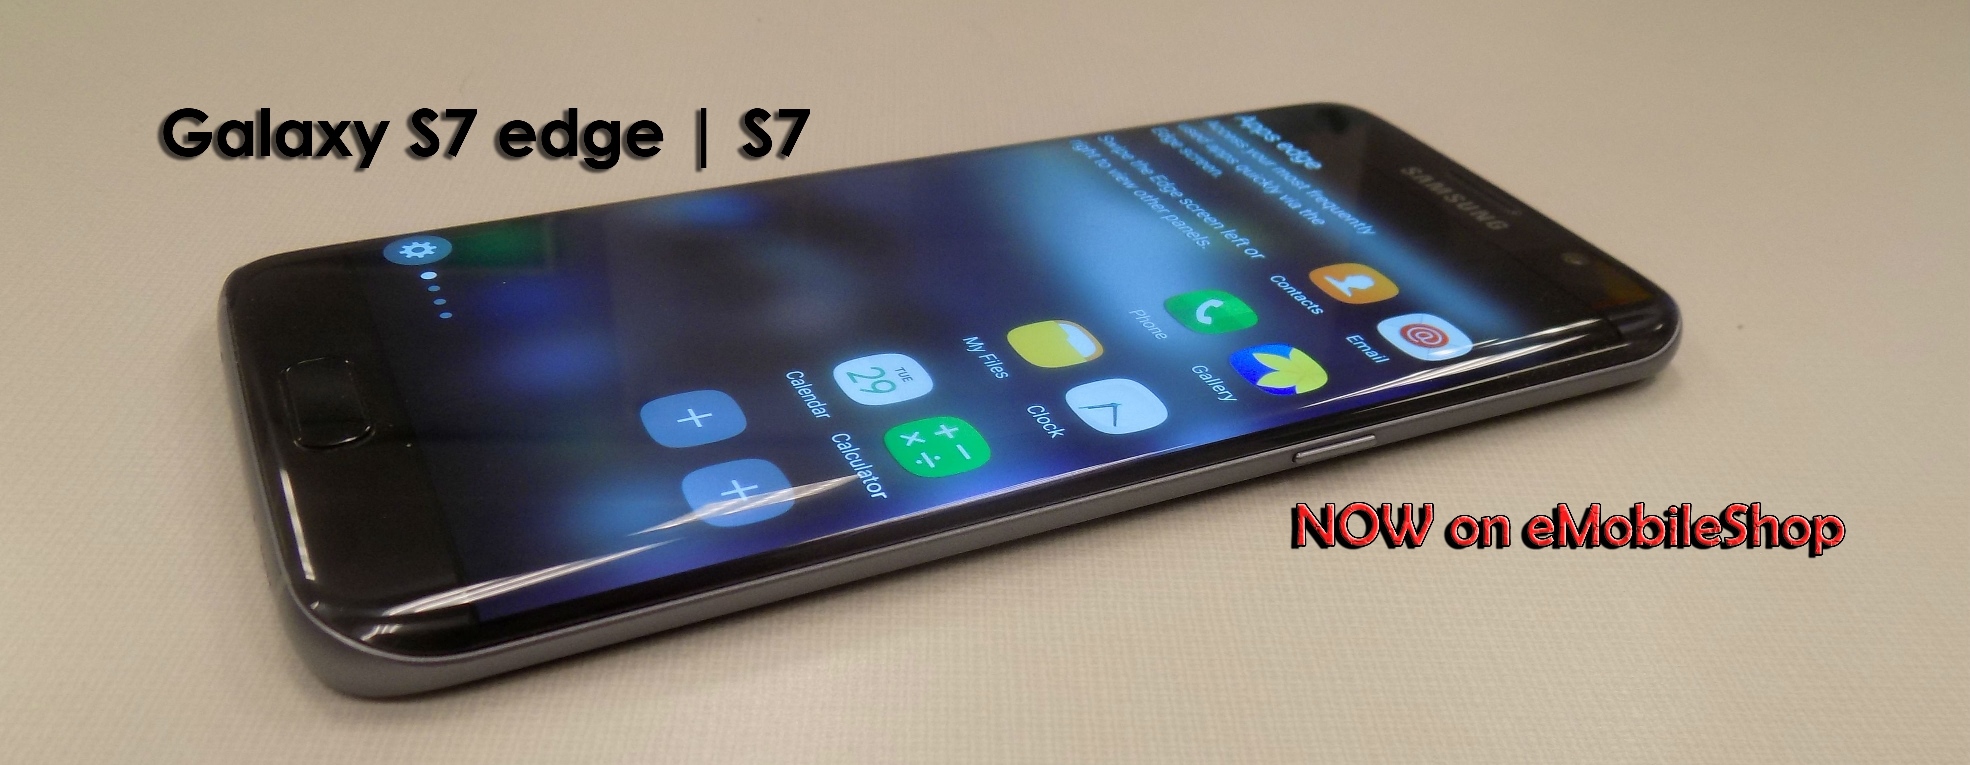 Galaxy S7 edge | S7
SAMSUNG
Apps edge
Access your most frequently
used apps quickly via the
Edge screen.
Swipe the Edge screen left or
right to view other panels.
Contacts
Email
Phone
Gallery
My Files
Clock
TUE
29
Calendar
Calculator
NOW on eMobileShop